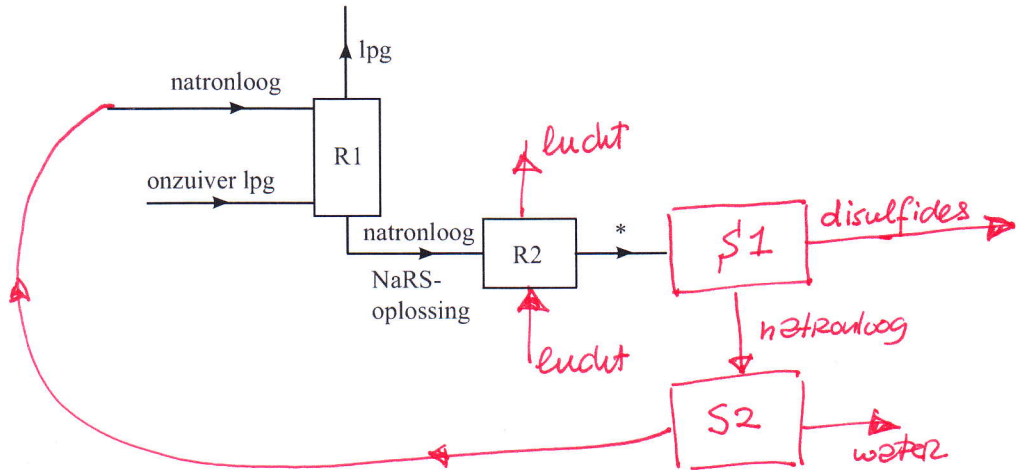 lpg
natronloog
R1
onzuiver lpg
lucht
natronloog
NaRS-
oplossing
R2
*
S1
disulfides
lucht
natronloog
S2
water